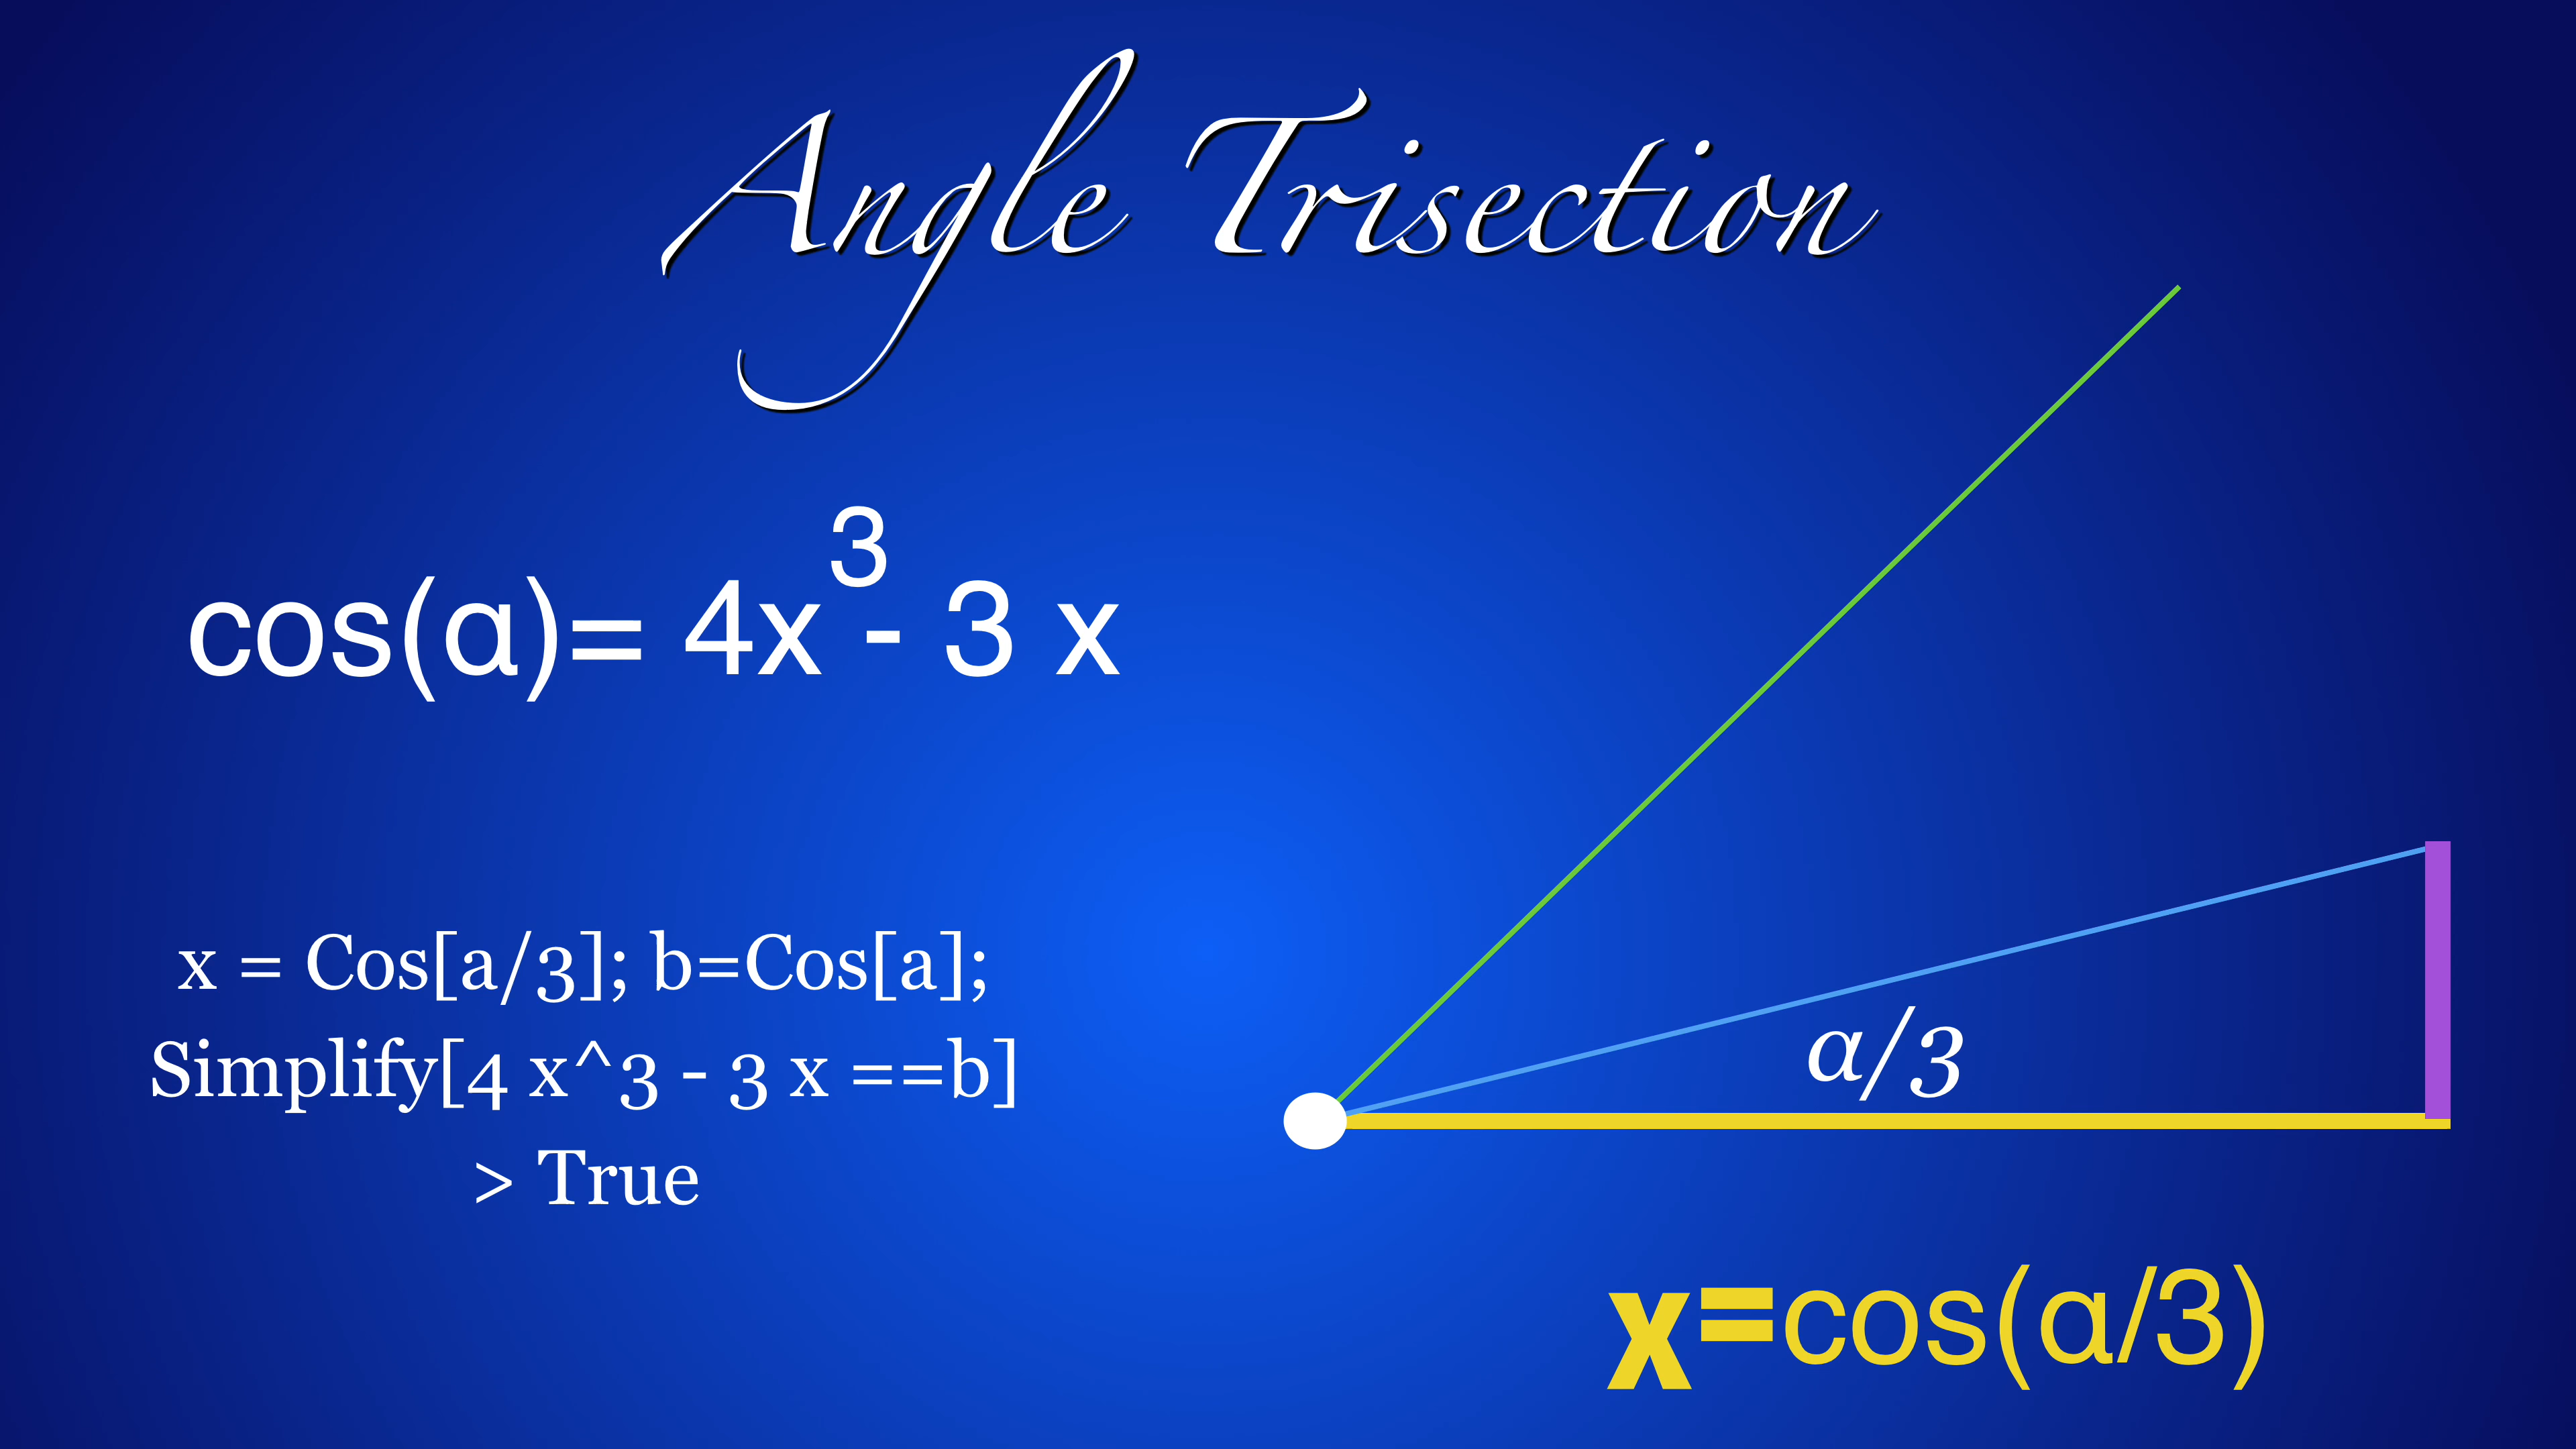 Angle Trisection
cos(α)= 4x³- 3 x
x = Cos[a/3]; b=Cos[a];
Simplify[4 x^3 - 3 x ==b]
> True
α/3
x=cos(α/3)